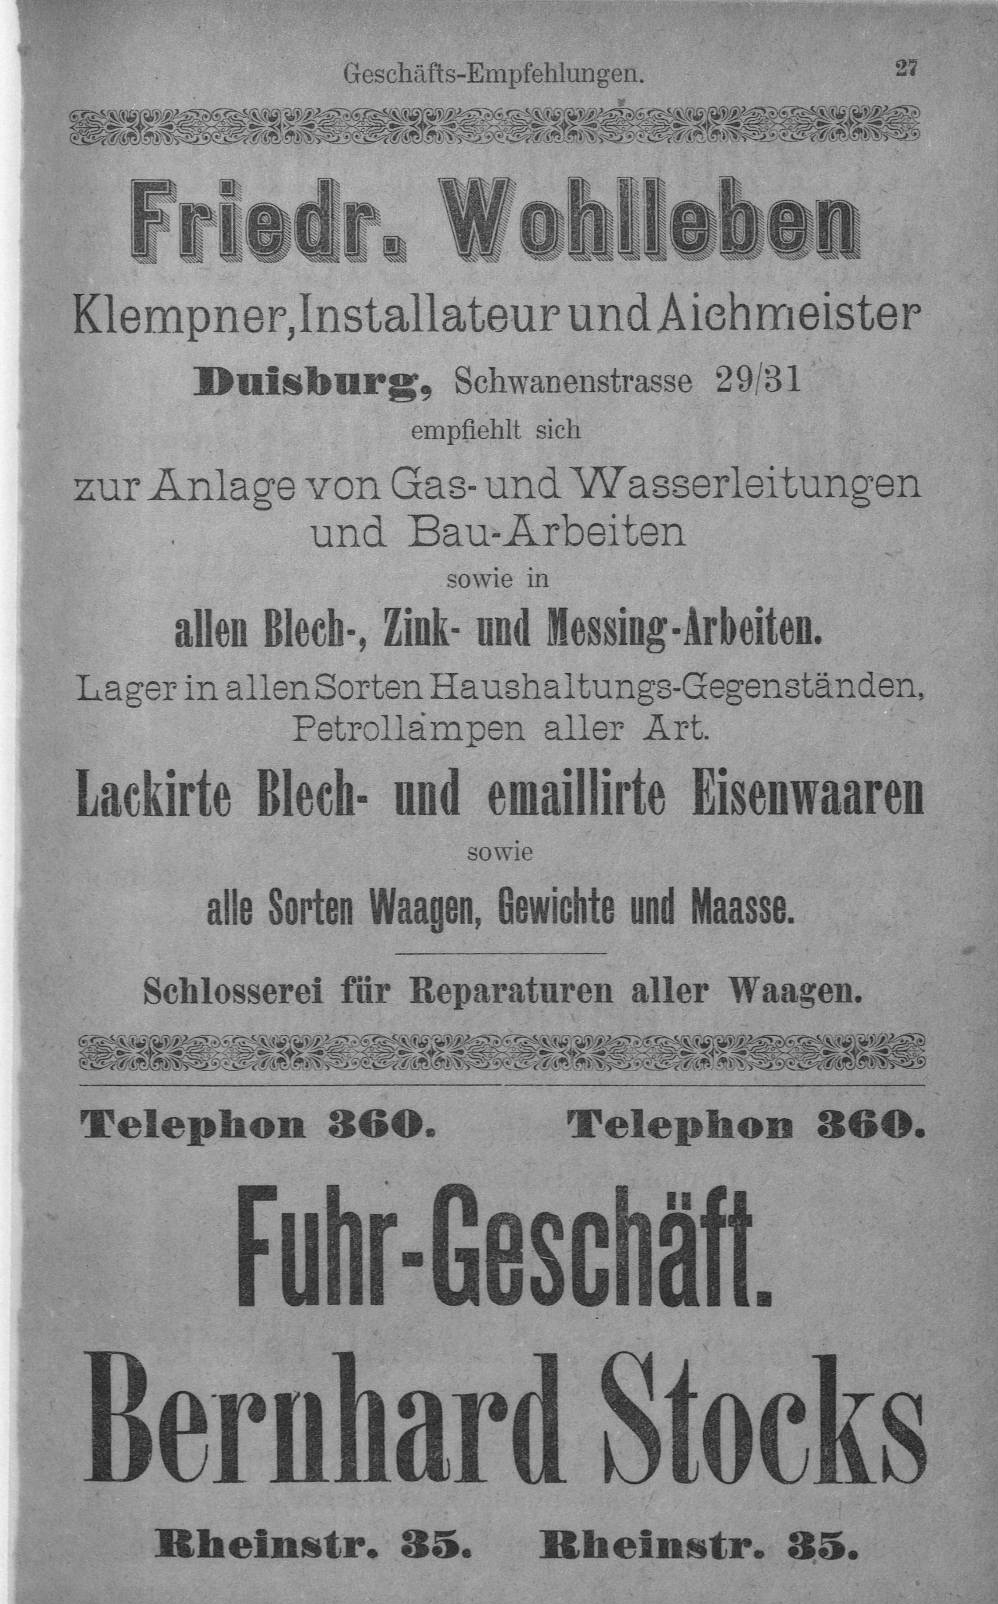 Geschäfts-Empfehlungen. 27
Friedr. Wohlleben
Klempner, Installateur und Aichmeister
Duisburg, Schwanenstrasse 29/31
empfiehlt sich
zur Anlage von Gas- und Wasserleitungen
und Bau-Arbeiten
sowie in
allen Blech-, Zink- und Messing-Arbeiten.
Lager in allen Sorten Haushaltungs-Gegenständen,
Petrollampen aller Art.
Lackirte Blech- und emaillirte Eisenwaaren
sowie
alle Sorten Waagen, Gewichte und Maasse.
Schlosserei für Reparaturen aller Waagen.
Telephon 360. Telephon 360.
Fuhr-Geschäft.
Bernhard Stocks
Rheinstr. 35. Rheinstr. 35.